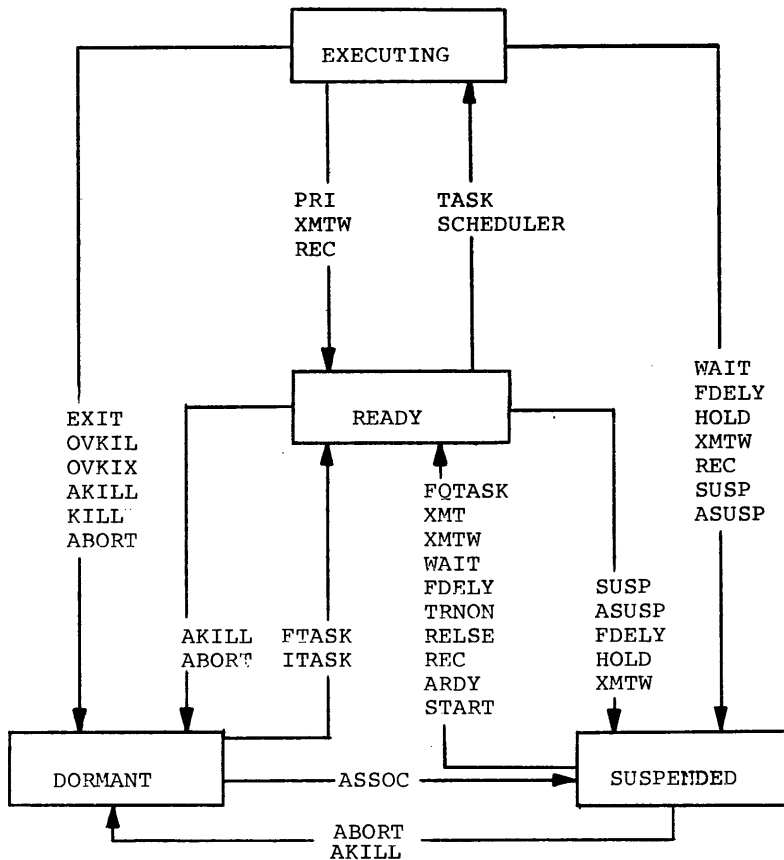 EXECUTING
PRI
XMTW
REC
TASK
SCHEDULER
READY
EXIT
OVKIL
OVKIX
AKILL
KILL
ABORT
WAIT
FDELY
HOLD
XMTW
REC
SUSP
ASUSP
AKILL
ABORT
FTASK
ITASK
FQTASK
XMT
XMTW
WAIT
FDELY
TRNON
RELSE
REC
ARDY
START
SUSP
ASUSP
FDELY
HOLD
XMTW
DORMANT
ASSOC
SUSPENDED
ABORT
AKILL